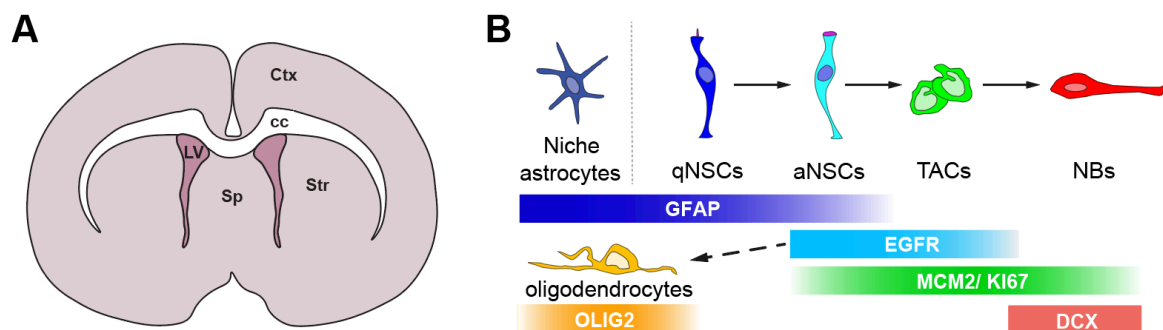 A
Ctx
cc
LV
Sp
Str
B
Niche
astrocytes
qNSCs
aNSCs
TACs
NBs
GFAP
EGFR
oligodendrocytes
MCM2/ KI67
OLIG2
DCX